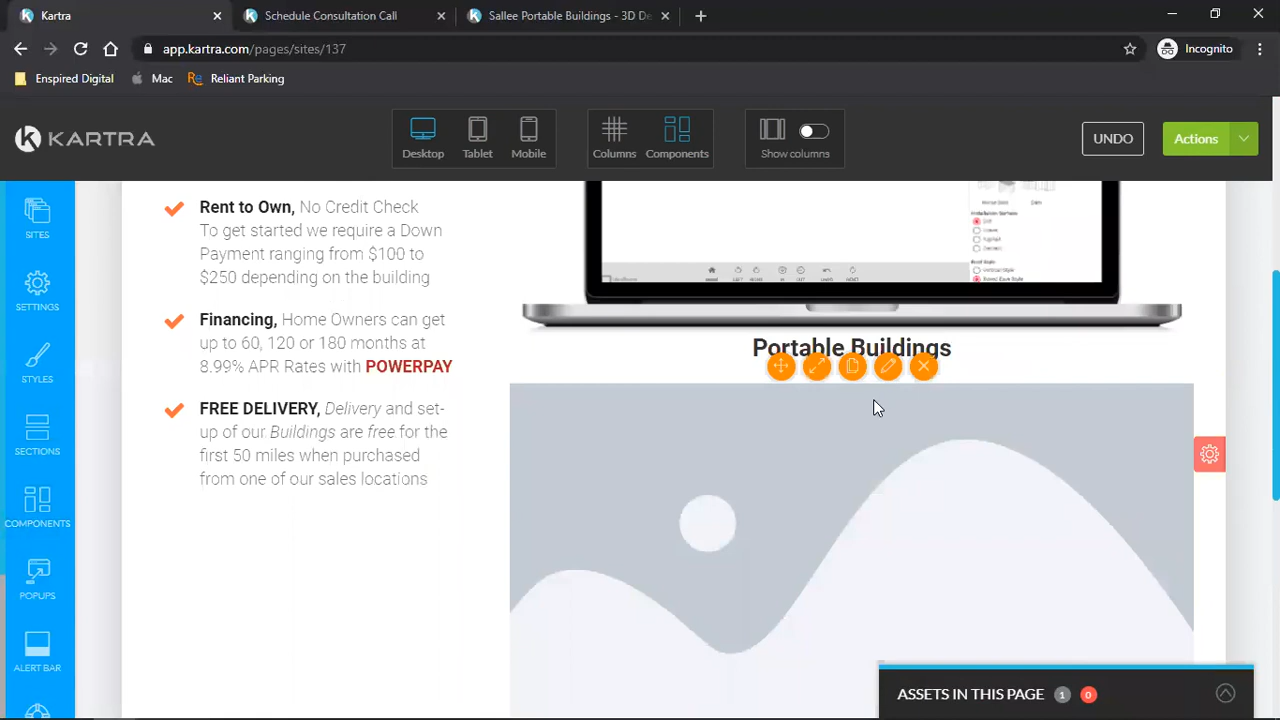 Kartra
Schedule Consultation Call
Sallee Portable Buildings - 3D De
app.kartra.com/pages/sites/137
Incognito
Enspired Digital
Mac
Reliant Parking
KARTRA
Desktop
Tablet
Mobile
Columns
Components
Show columns
UNDO
Actions
SITES
SETTINGS
STYLES
SECTIONS
COMPONENTS
POPUPS
ALERT BAR
Rent to Own, No Credit Check
To get stated we require a Down
Payment ranging from $100 to
$250 depending on the building
Financing, Home Owners can get
up to 60, 120 or 180 months at
8.99% APR Rates with POWERPAY
FREE DELIVERY, Delivery and set-
up of our Buildings are free for the
first 50 miles when purchased
from one of our sales locations
Portable Buildings
ASSETS IN THIS PAGE 1 0